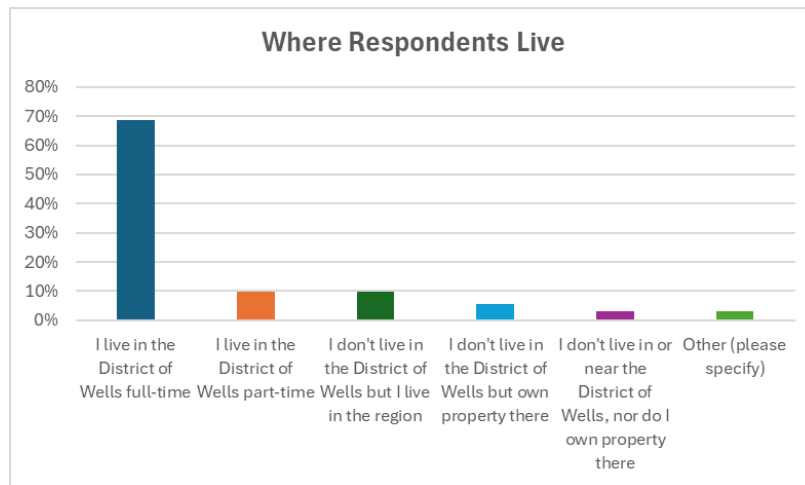 Where Respondents Live
80%
70%
60%
50%
40%
30%
20%
10%
0%
I live in the
District of
Wells full-time
I live in the
District of
Wells part-time
I don't live in
the District of
Wells but I live
in the region
I don't live in
the District of
Wells but own
property there
I don't live in or
near the
District of
Wells, nor do I
own property
there
Other (please
specify)